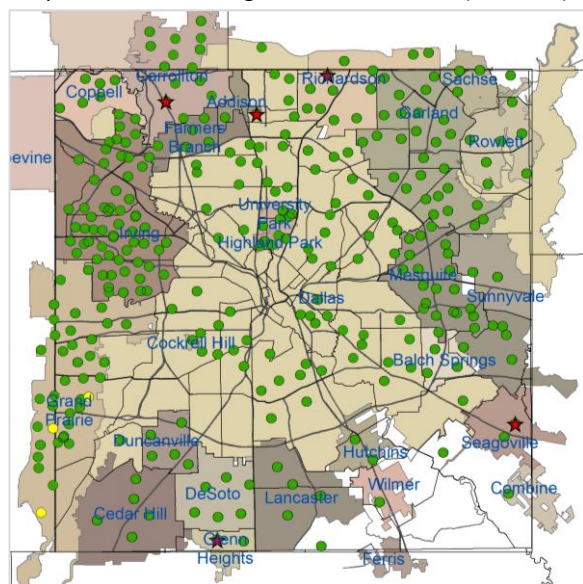 Carrollton
Richardson
Sachse
Coppell
Addison
Garland
Farmers
Branch
Rowlett
evine
University
Park
Irving
Highland Park
Mesquite
Sunnyvale
Dallas
Cockrell Hill
Balch Springs
Grand
Prairie
Duncanville
Seagoville
Hutchins
DeSoto
Wilmer
Combine
Lancaster
Cedar Hill
Glenn
Heights
Ferris